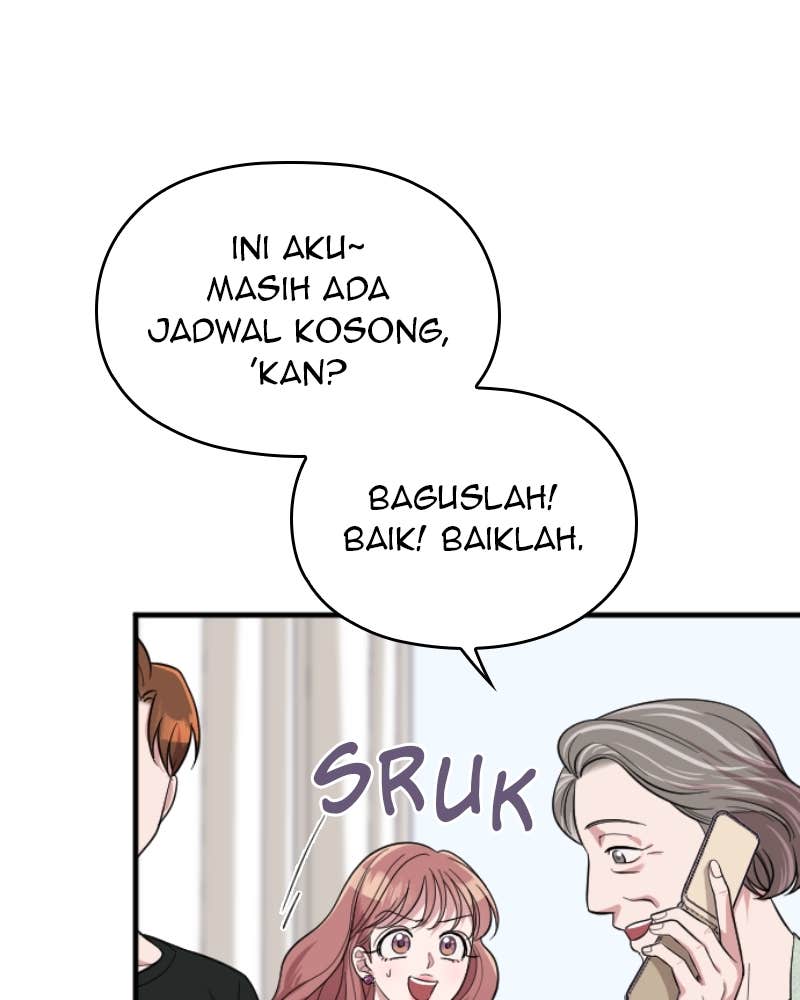 INI AKU~
MASIH ADA
JADWAL KOSONG,
'KAN?
BAGUSLAH!
BAIK! BAIKLAH.
SRUK